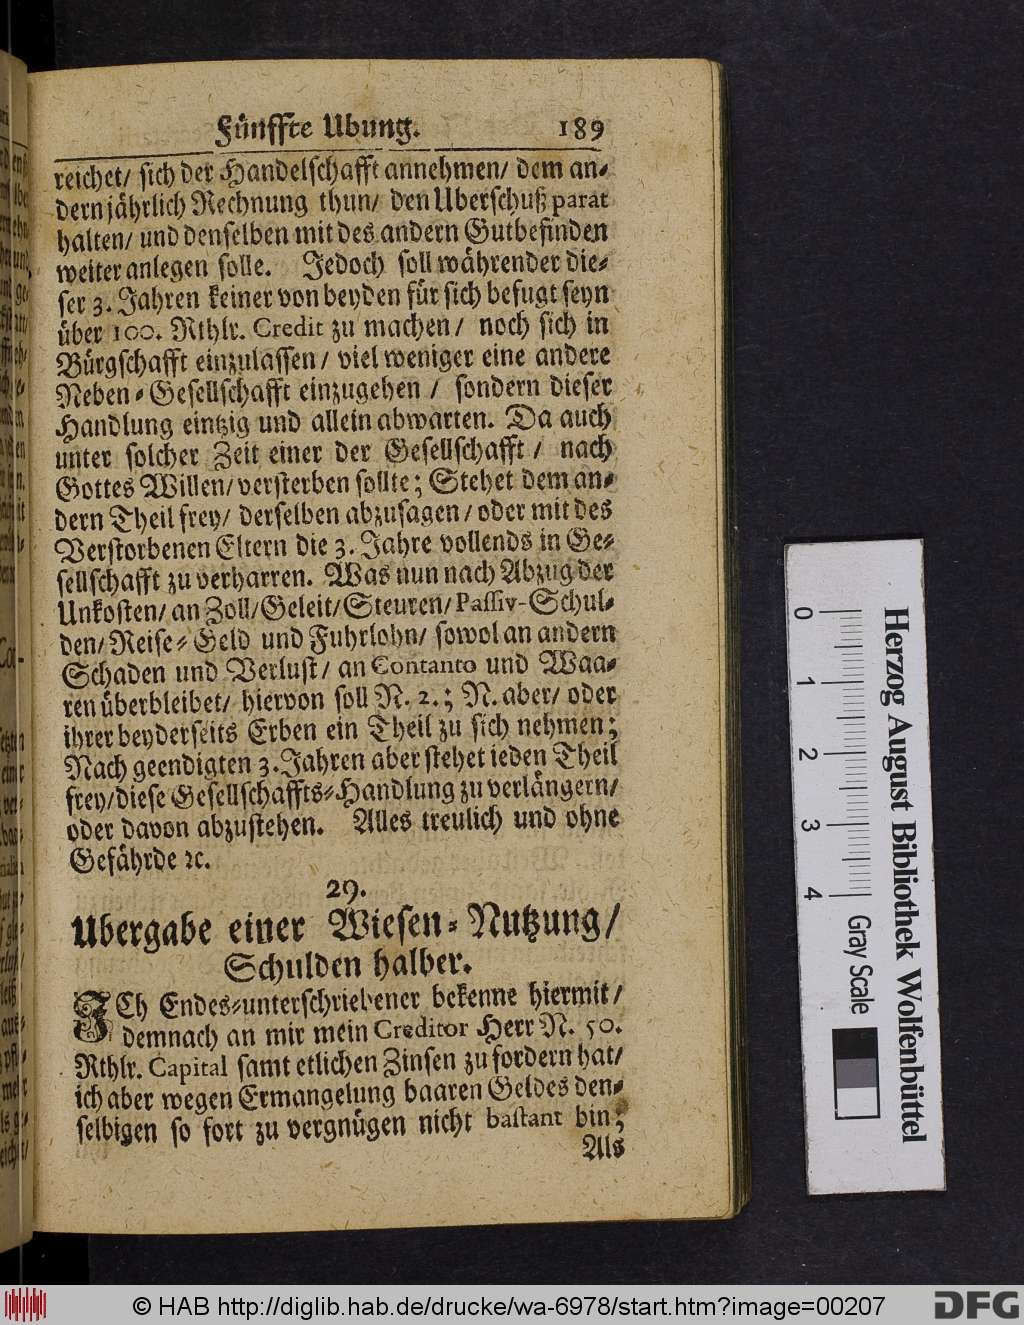 Fünffte Ubung. 189
reichet/ sich der Handelschafft annehmen/ dem an-
dern jährlich Rechnung thun/ den Uberschuß parat
halten/ und denselben mit des andern Gutbefinden
weiter anlegen solle. Jedoch soll währender die-
ser 3. Jahren keiner von beyden für sich befugt seyn
über 100. Rthlr. Credit zu machen/ noch sich in
Bürgschafft einzulassen/ viel weniger eine andere
Neben-Gesellschafft einzugehen/ sondern dieser
Handlung eintzig und allein abwarten. Da auch
unter solcher Zeit einer der Gesellschafft/ nach
Gottes Willen/ versterben sollte; Stehet dem an-
dern Theil frey/ derselben abzusagen/ oder mit des
Verstorbenen Eltern die 3. Jahre vollends in Ge-
sellschafft zu verharren. Was nun nach Abzug der
Unkosten/ an Zoll/ Geleit/ Steuren/ Passiv-Schul-
den/ Reise-Geld und Fuhrlohn/ sowol an andern
Schaden und Verlust/ an Contanto und Waa-
ren überbleibet/ hiervon soll N. 2.; N. aber/ oder
ihrer beyderseits Erben ein Theil zu sich nehmen;
Nach geendigten 3. Jahren aber stehet ieden Theil
frey/ diese Gesellschaffts-Handlung zu verlängern/
oder davon abzustehen. Alles treulich und ohne
Gefährde ꝛc.
29.
Ubergabe einer Wiesen-Nutzung/
Schulden halber.
ICh Endes-unterschriebener bekenne hiermit/
demnach an mir mein Creditor Herr N. 50.
Rthlr. Capital samt etlichen Zinsen zu fordern hat/
ich aber wegen Ermangelung baaren Geldes den-
selbigen so fort zu vergnügen nicht bastant bin;
Als
0 1 2 3 4
Herzog August Bibliothek Wolfenbüttel
Gray Scale
© HAB http://diglib.hab.de/drucke/wa-6978/start.htm?image=00207
DFG